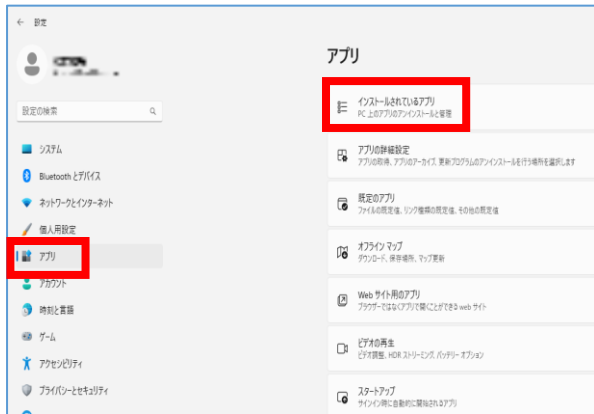 ← 設定
設定の検索
システム
Bluetooth とデバイス
ネットワークとインターネット
個人用設定
アプリ
アカウント
時刻と言語
ゲーム
アクセシビリティ
プライバシーとセキュリティ
アプリ
インストールされているアプリ
PC 上のアプリのアンインストールと管理
アプリの詳細設定
アプリの取得、アプリのアーカイブ、更新プログラムのアンインストールを行う場所を選択します
既定のアプリ
ファイルの既定値、リンク種類の既定値、その他の既定値
オフライン マップ
ダウンロード、保存場所、マップ更新
Web サイト用のアプリ
ブラウザーではなくアプリで開くことができる web サイト
ビデオの再生
ビデオ調整、HDR ストリーミング、バッテリー オプション
スタートアップ
サインイン時に自動的に開始されるアプリ